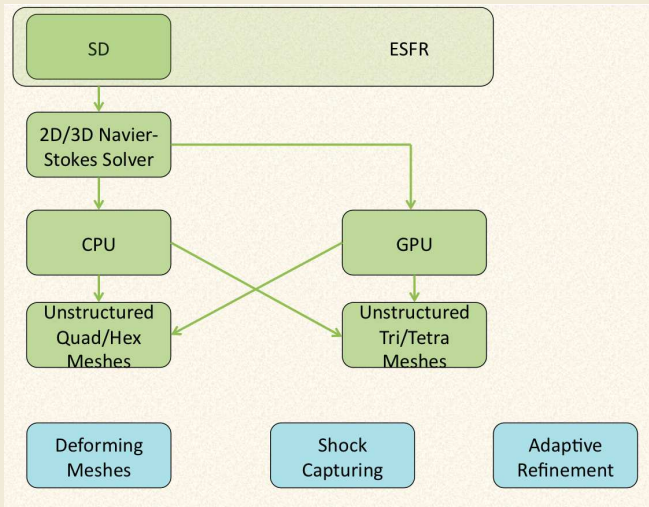 SD
ESFR
2D/3D Navier-
Stokes Solver
CPU
GPU
Unstructured
Quad/Hex
Meshes
Unstructured
Tri/Tetra
Meshes
Deforming
Meshes
Shock
Capturing
Adaptive
Refinement